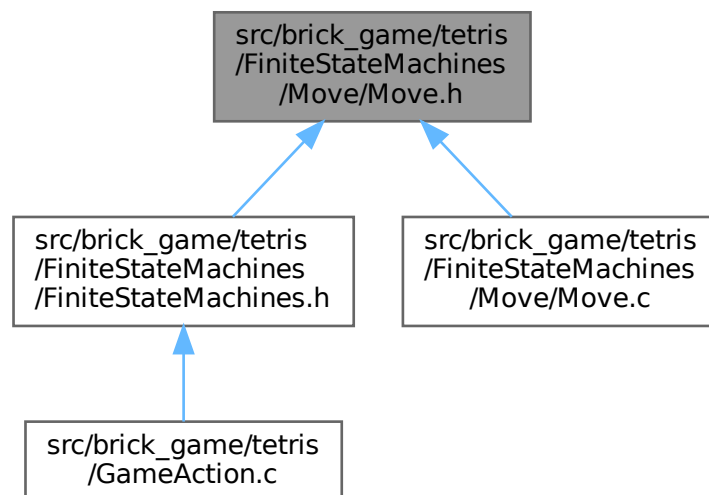 src/brick_game/tetris
/FiniteStateMachines
/Move/Move.h
src/brick_game/tetris
/FiniteStateMachines
/FiniteStateMachines.h
src/brick_game/tetris
/FiniteStateMachines
/Move/Move.c
src/brick_game/tetris
/GameAction.c